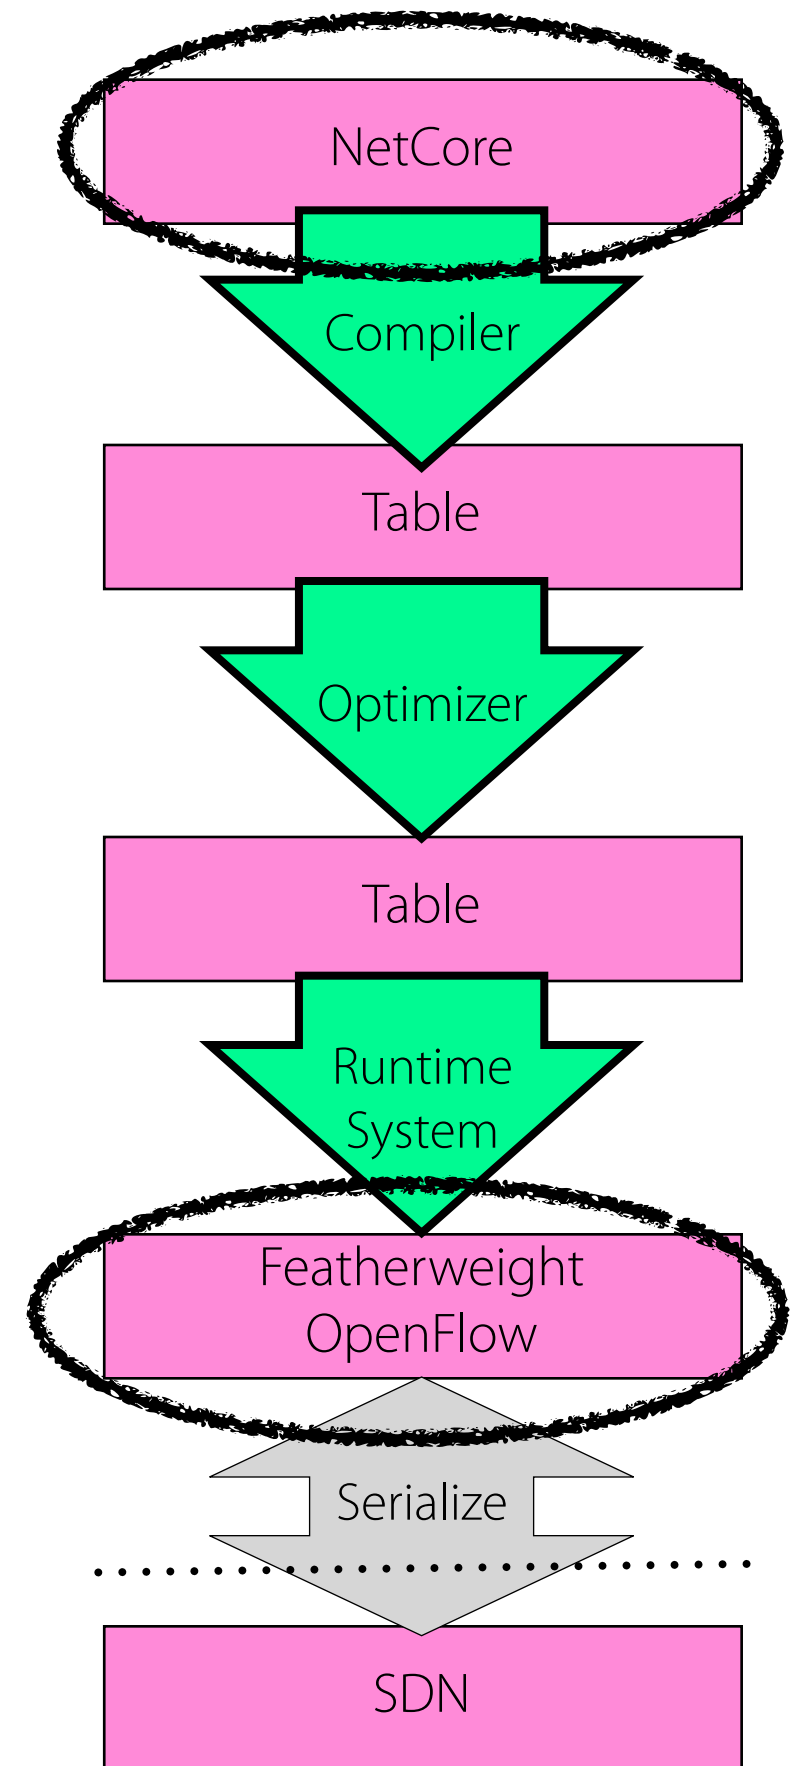 NetCore
Compiler
Table
Optimizer
Table
Runtime
System
Featherweight
OpenFlow
Serialize
SDN